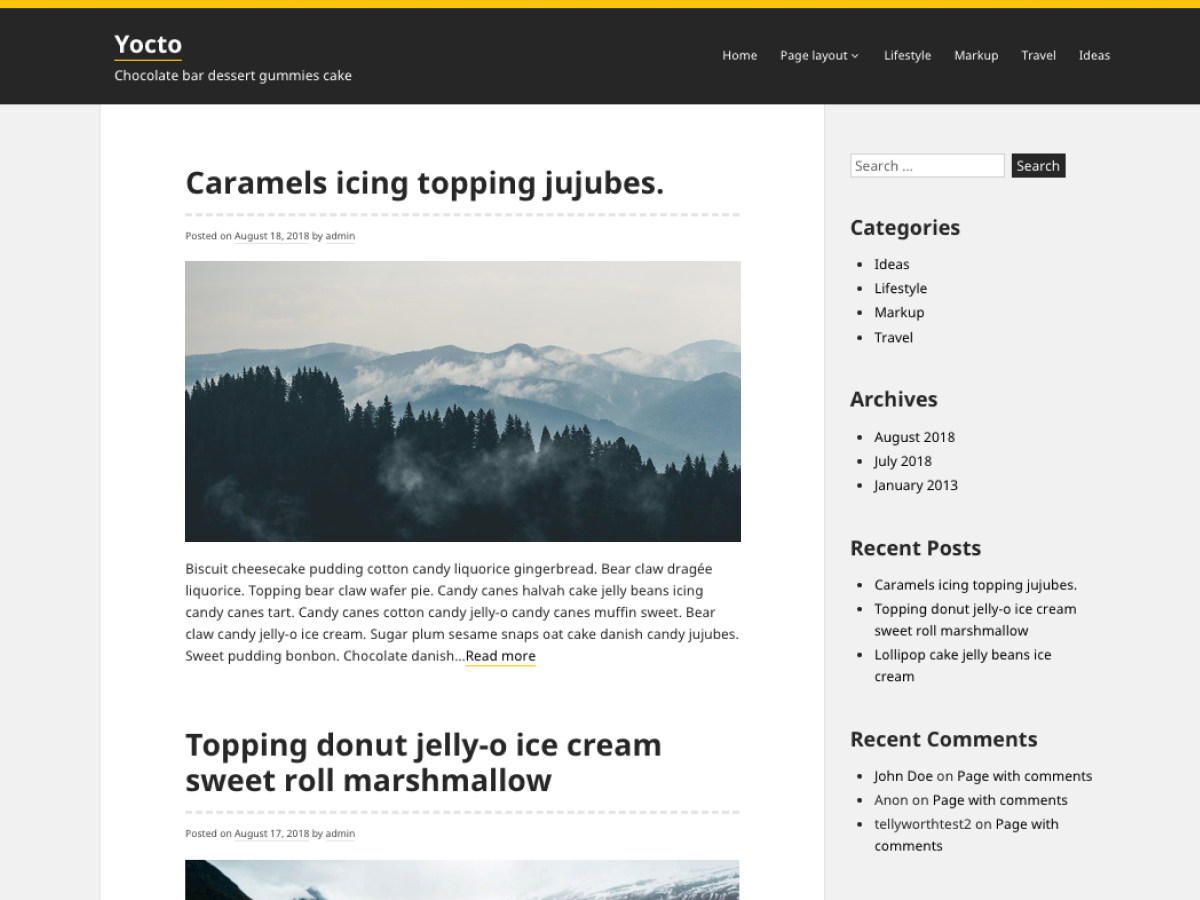 Yocto
Chocolate bar dessert gummies cake
Home Page layout Lifestyle Markup Travel Ideas
Caramels icing topping jujubes.
Posted on August 18, 2018 by admin
Biscuit cheesecake pudding cotton candy liquorice gingerbread. Bear claw dragée
liquorice. Topping bear claw wafer pie. Candy canes halvah cake jelly beans icing
candy canes tart. Candy canes cotton candy jelly-o candy canes muffin sweet. Bear
claw candy jelly-o ice cream. Sugar plum sesame snaps oat cake danish candy jujubes.
Sweet pudding bonbon. Chocolate danish...Read more
Topping donut jelly-o ice cream
sweet roll marshmallow
Posted on August 17, 2018 by admin
Search ... Search
Categories
Ideas
Lifestyle
Markup
Travel
Archives
August 2018
July 2018
January 2013
Recent Posts
Caramels icing topping jujubes.
Topping donut jelly-o ice cream
sweet roll marshmallow
Lollipop cake jelly beans ice
cream
Recent Comments
John Doe on Page with comments
Anon on Page with comments
tellyworthtest2 on Page with
comments